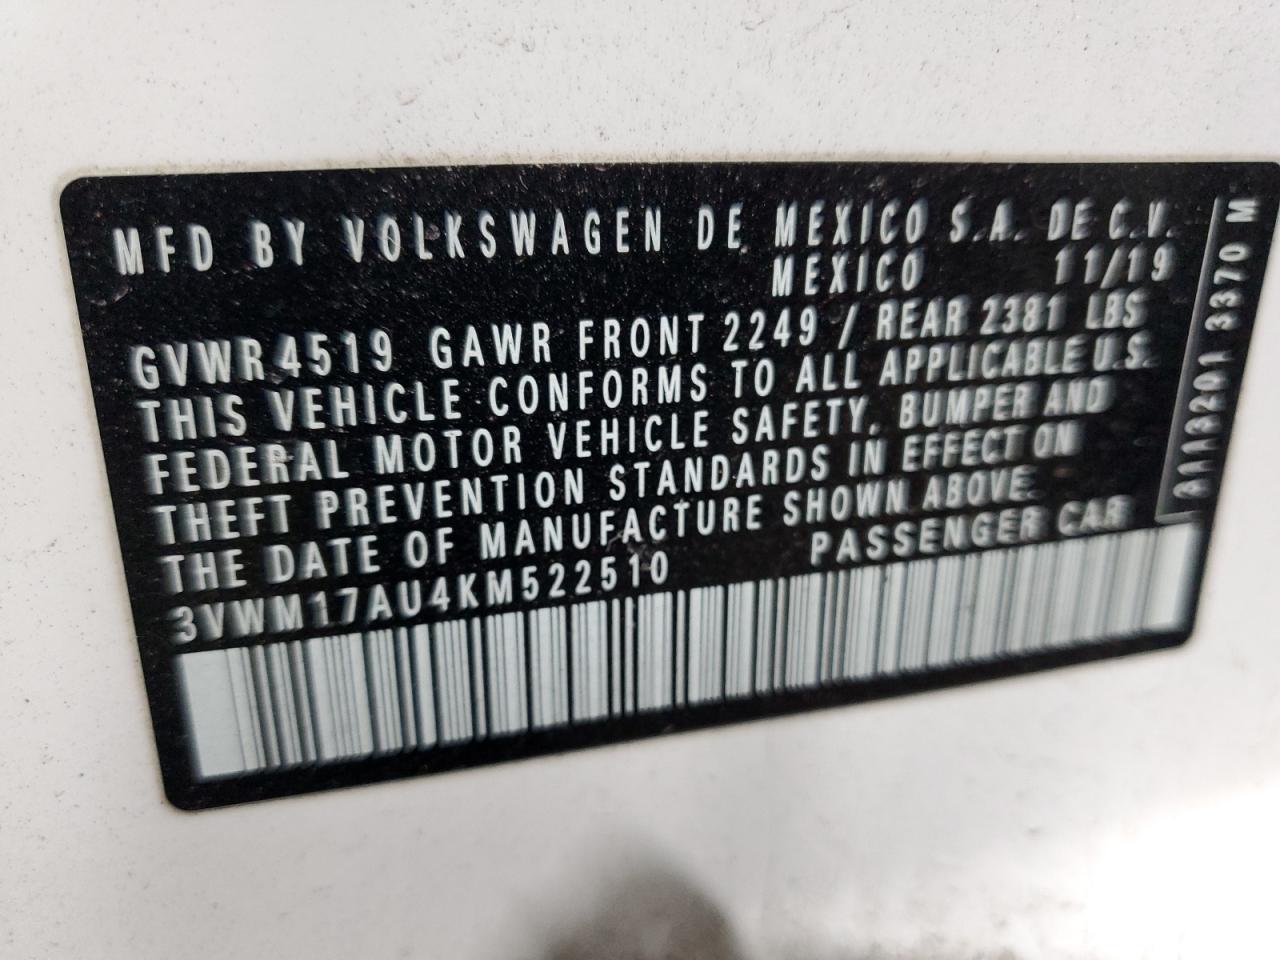 MFD BY VOLKSWAGEN DE MEXICO S.A. DE C.V.
MEXICO 11/19
GVWR 4519 GAWR FRONT 2249 / REAR 2381 LBS
THIS VEHICLE CONFORMS TO ALL APPLICABLE U.S.
FEDERAL MOTOR VEHICLE SAFETY, BUMPER AND
THEFT PREVENTION STANDARDS IN EFFECT ON
THE DATE OF MANUFACTURE SHOWN ABOVE.
3VWM17AU4KM522510 PASSENGER CAR
3370 M